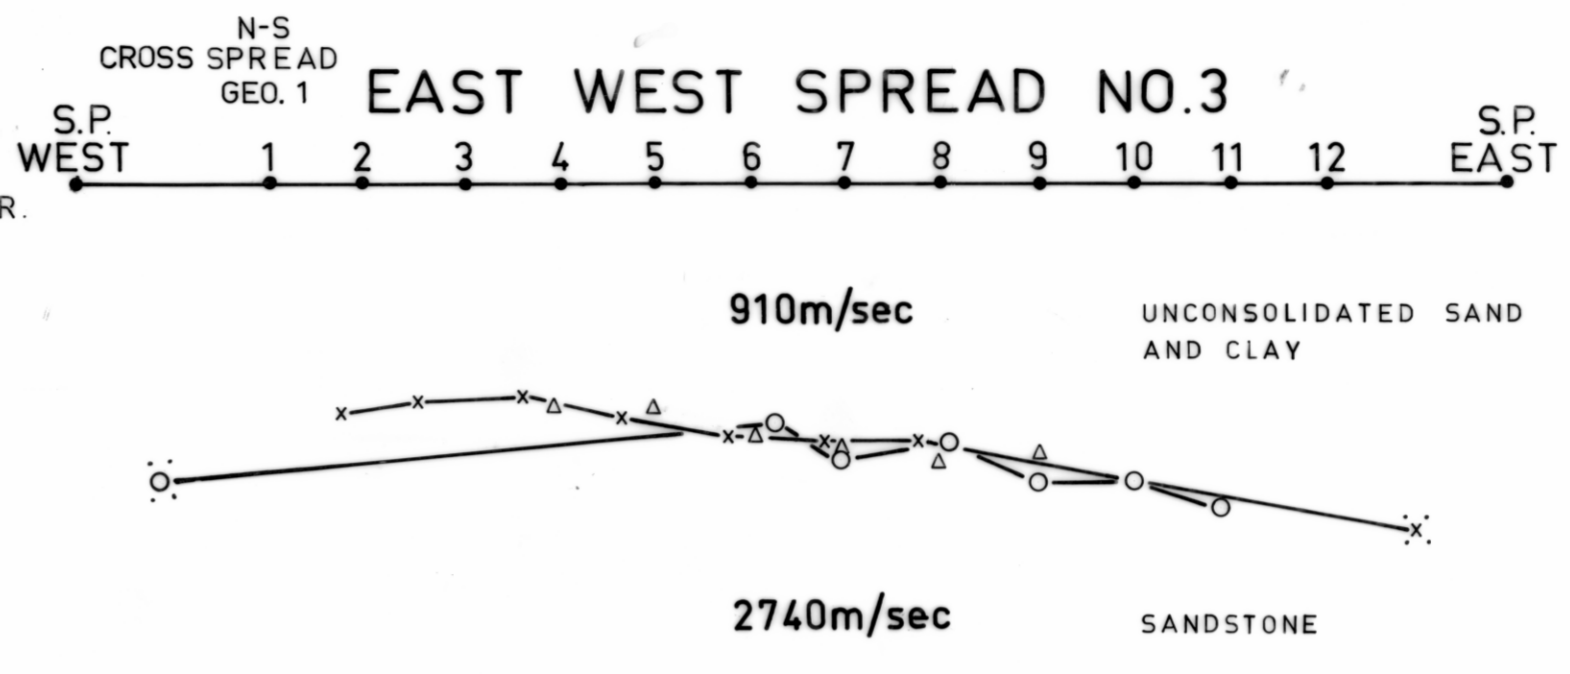 N-S
CROSS SPREAD
GEO. 1
EAST WEST SPREAD NO.3
S.P.
WEST
1 2 3 4 5 6 7 8 9 10 11 12
S.P.
EAST
R.
910m/sec
UNCONSOLIDATED SAND
AND CLAY
2740m/sec
SANDSTONE